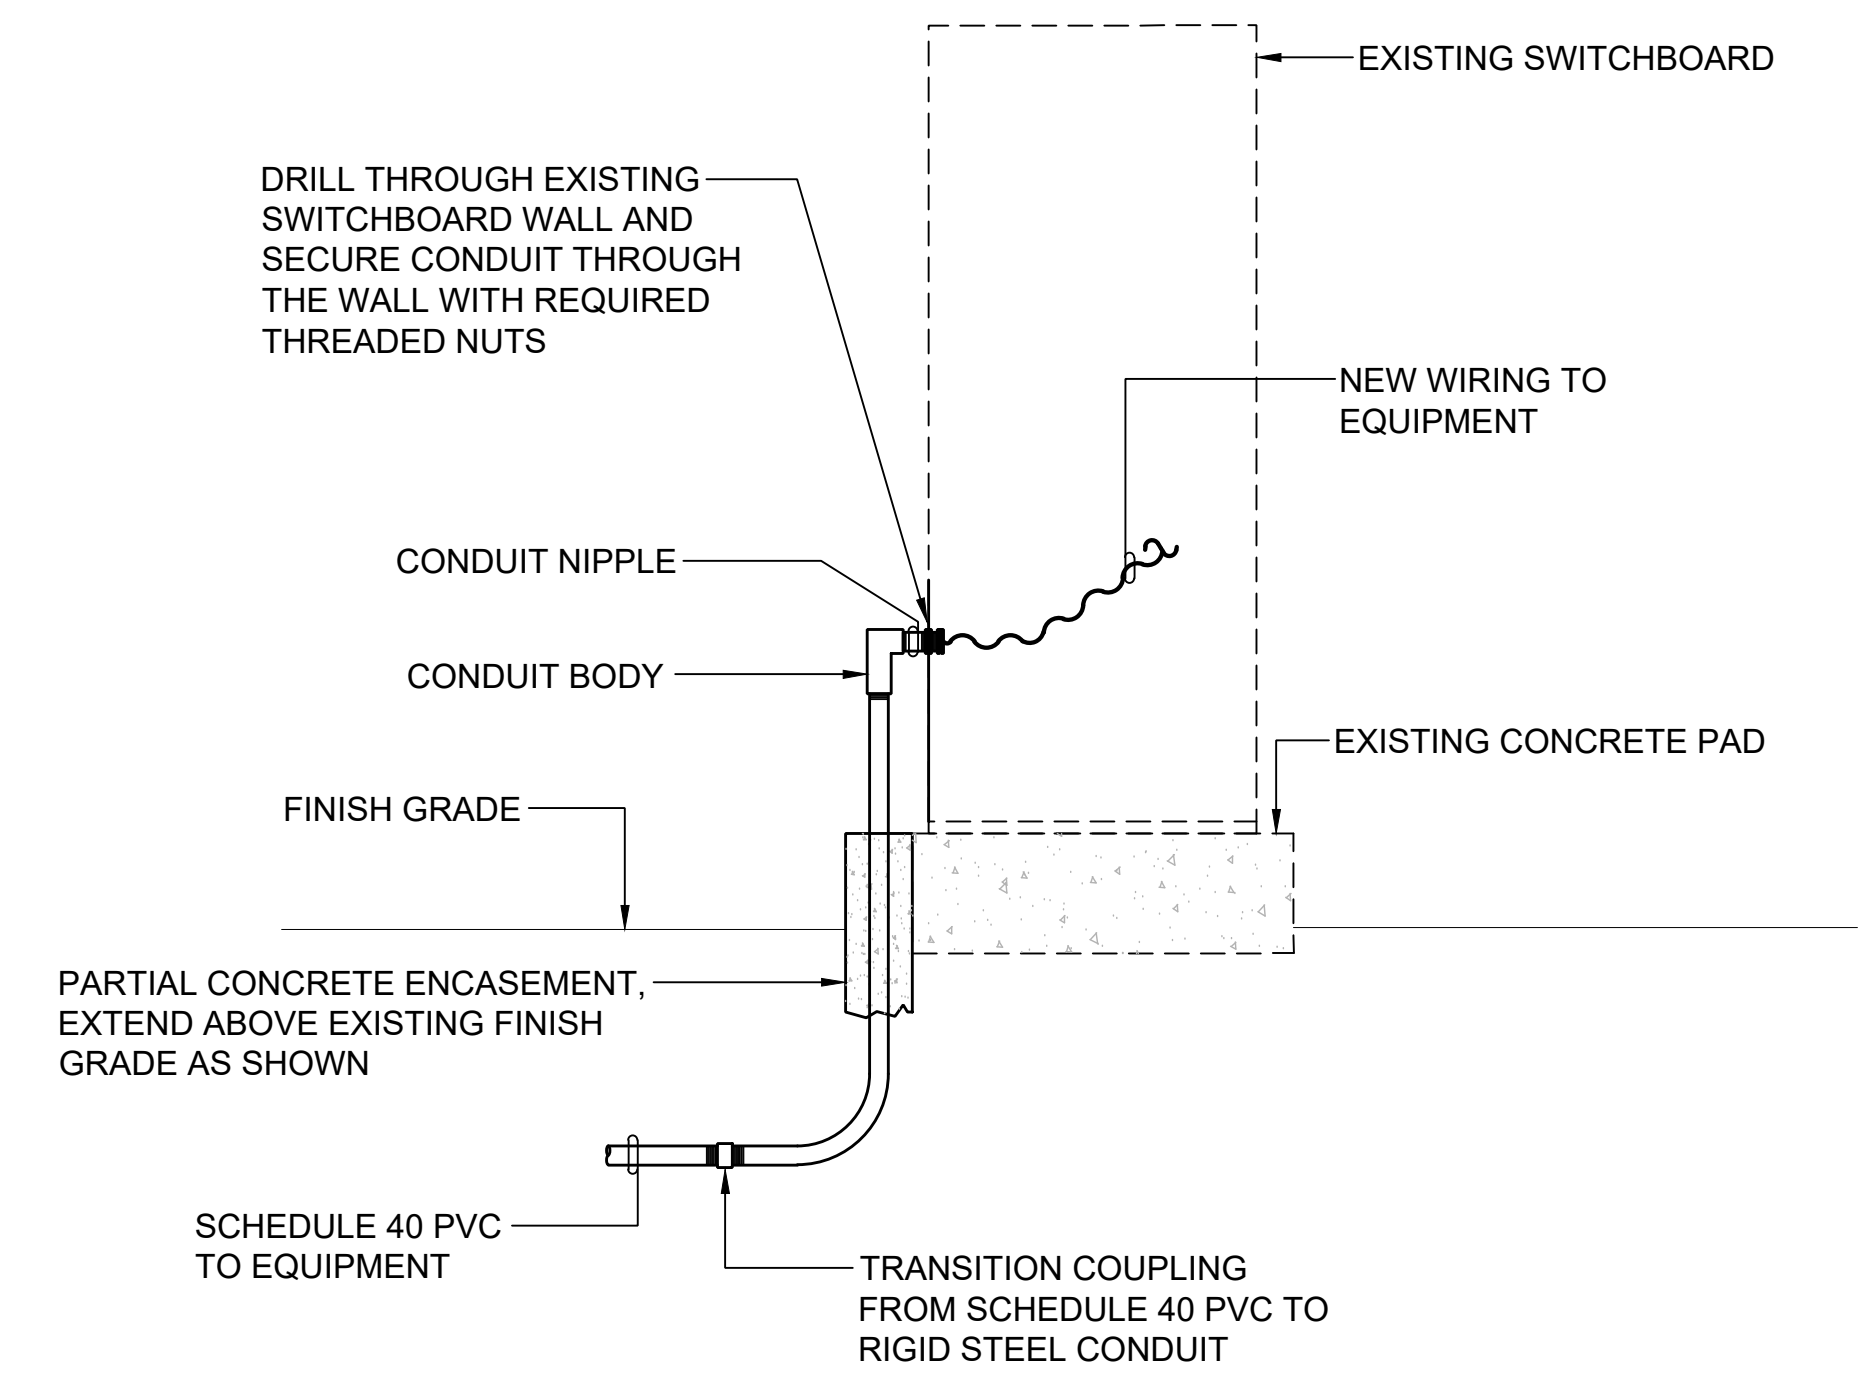 EXISTING SWITCHBOARD
DRILL THROUGH EXISTING
SWITCHBOARD WALL AND
SECURE CONDUIT THROUGH
THE WALL WITH REQUIRED
THREADED NUTS
NEW WIRING TO
EQUIPMENT
CONDUIT NIPPLE
CONDUIT BODY
EXISTING CONCRETE PAD
FINISH GRADE
PARTIAL CONCRETE ENCASEMENT,
EXTEND ABOVE EXISTING FINISH
GRADE AS SHOWN
SCHEDULE 40 PVC
TO EQUIPMENT
TRANSITION COUPLING
FROM SCHEDULE 40 PVC TO
RIGID STEEL CONDUIT